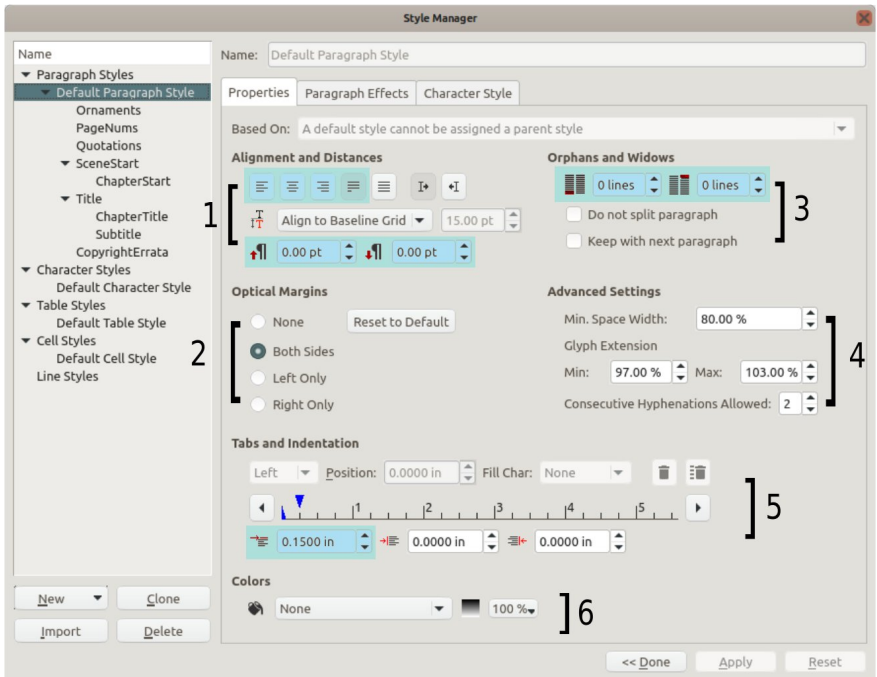 Style Manager
Name
Paragraph Styles
Default Paragraph Style
Ornaments
PageNums
Quotations
SceneStart
ChapterStart
Title
ChapterTitle
Subtitle
CopyrightErrata
Character Styles
Default Character Style
Table Styles
Default Table Style
Cell Styles
Default Cell Style
Line Styles
New
Clone
Import
Delete
Name: Default Paragraph Style
Properties Paragraph Effects Character Style
Based On: A default style cannot be assigned a parent style
Alignment and Distances
1
Align to Baseline Grid 15.00 pt
0.00 pt 0.00 pt
Orphans and Widows
0 lines 0 lines
Do not split paragraph
Keep with next paragraph
3
Optical Margins
None Reset to Default
Both Sides
Left Only
Right Only
2
Advanced Settings
Min. Space Width: 80.00 %
Glyph Extension
Min: 97.00 % Max: 103.00 %
Consecutive Hyphenations Allowed: 2
4
Tabs and Indentation
Left Position: 0.0000 in Fill Char: None
1 2 3 4 5
0.1500 in 0.0000 in 0.0000 in
5
Colors
None 100 %
6
<< Done Apply Reset